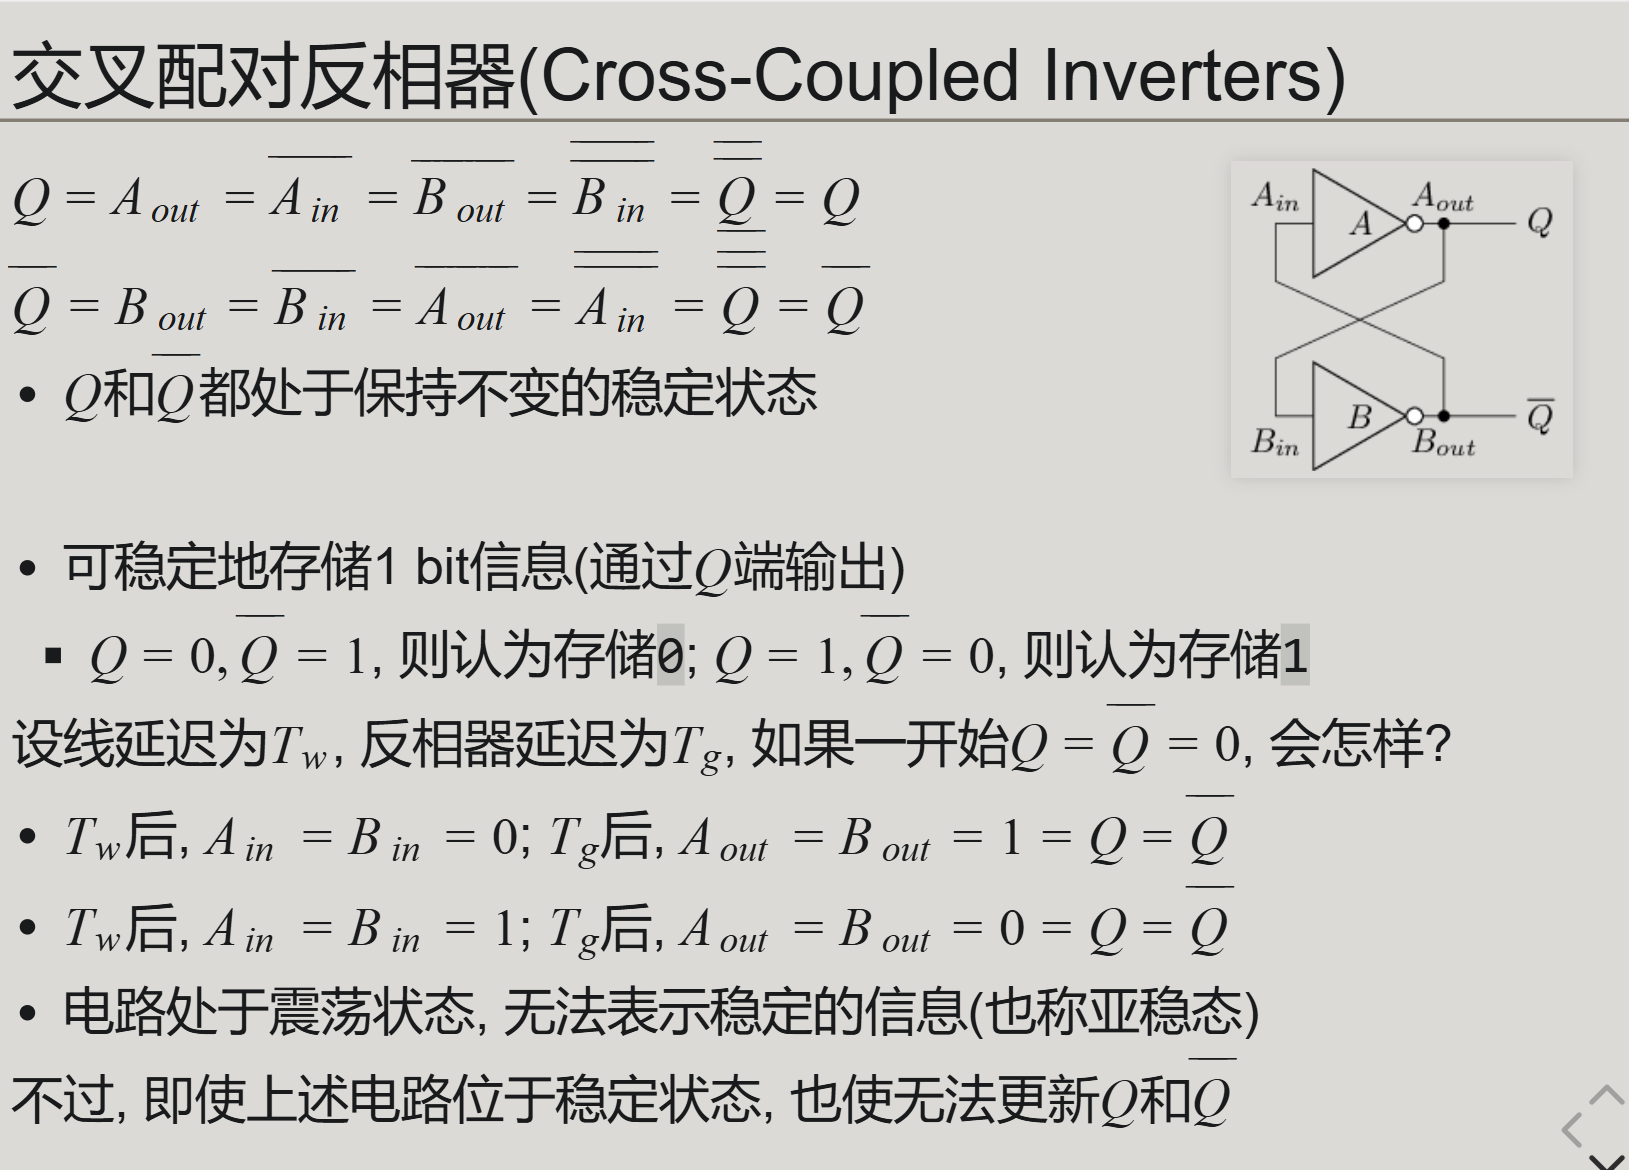 交叉配对反相器(Cross-Coupled Inverters)
$Q = A_{out} = \overline{A_{in}} = \overline{B_{out}} = \overline{\overline{B_{in}}} = \overline{\overline{Q}} = Q$
$\overline{Q} = B_{out} = \overline{B_{in}} = \overline{A_{out}} = \overline{\overline{A_{in}}} = \overline{\overline{\overline{Q}}} = \overline{Q}$
• $Q$和$\overline{Q}$都处于保持不变的稳定状态
$A_{in}$ A $A_{out}$ $Q$
$B_{in}$ B $B_{out}$ $\overline{Q}$
• 可稳定地存储1 bit信息(通过$Q$端输出)
▪ $Q = 0, \overline{Q} = 1$, 则认为存储0; $Q = 1, \overline{Q} = 0$, 则认为存储1
设线延迟为$T_w$, 反相器延迟为$T_g$, 如果一开始$Q = \overline{Q} = 0$, 会怎样?
• $T_w$后, $A_{in} = B_{in} = 0$; $T_g$后, $A_{out} = B_{out} = 1 = Q = \overline{Q}$
• $T_w$后, $A_{in} = B_{in} = 1$; $T_g$后, $A_{out} = B_{out} = 0 = Q = \overline{Q}$
• 电路处于震荡状态, 无法表示稳定的信息(也称亚稳态)
不过, 即使上述电路位于稳定状态, 也使无法更新$Q$和$\overline{Q}$